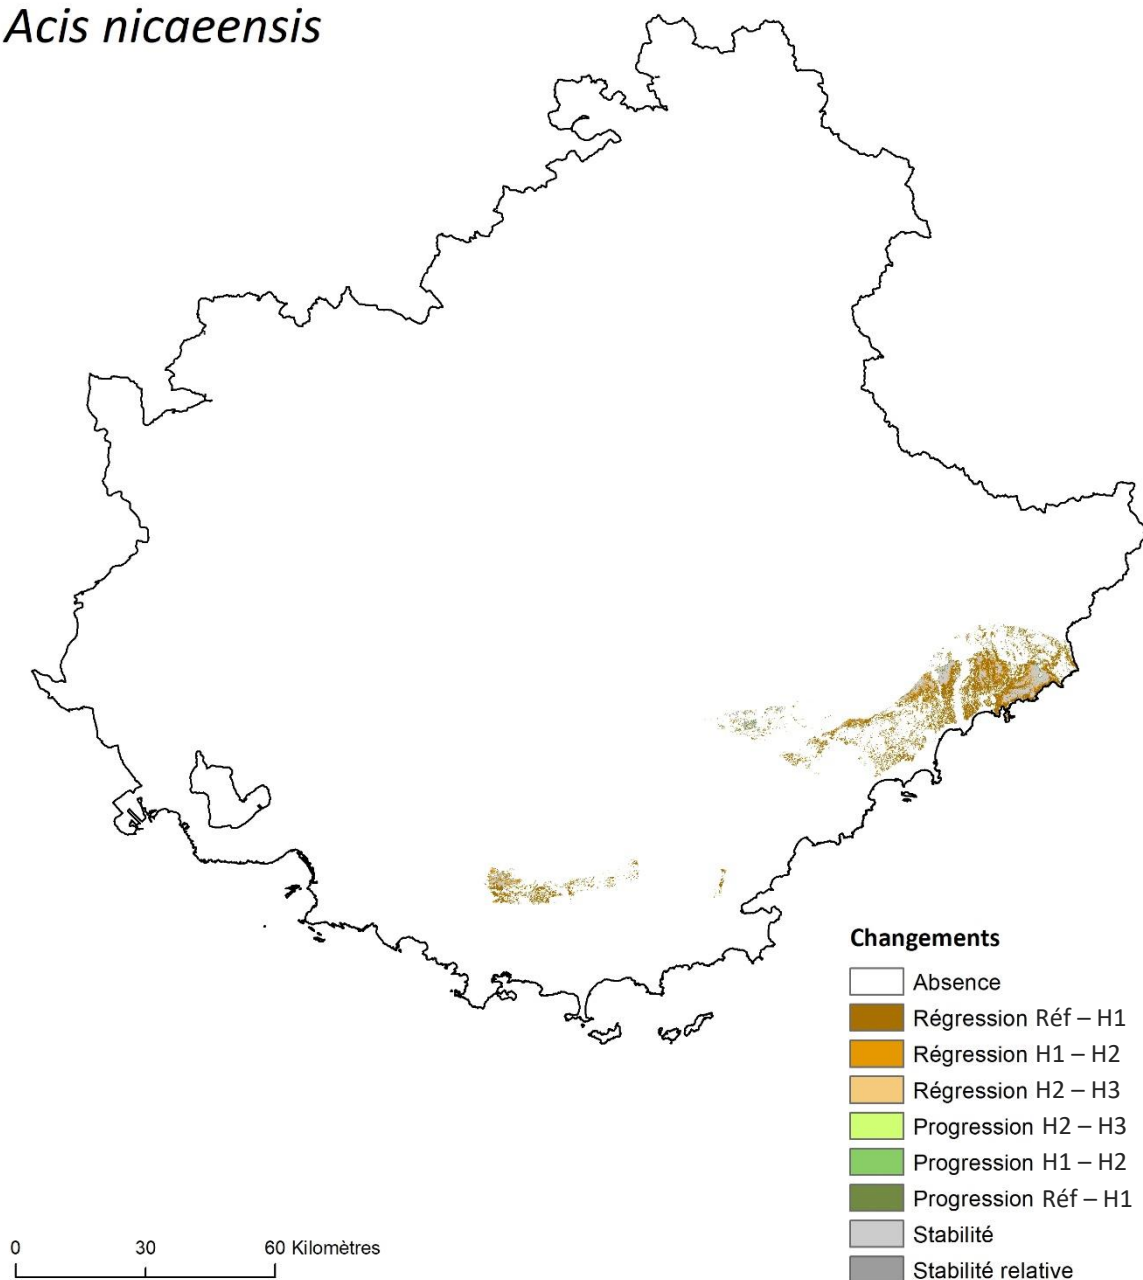 Acis nicaeensis
Changements
Absence
Régression Réf – H1
Régression H1 – H2
Régression H2 – H3
Progression H2 – H3
Progression H1 – H2
Progression Réf – H1
Stabilité
Stabilité relative
0 30 60 Kilomètres